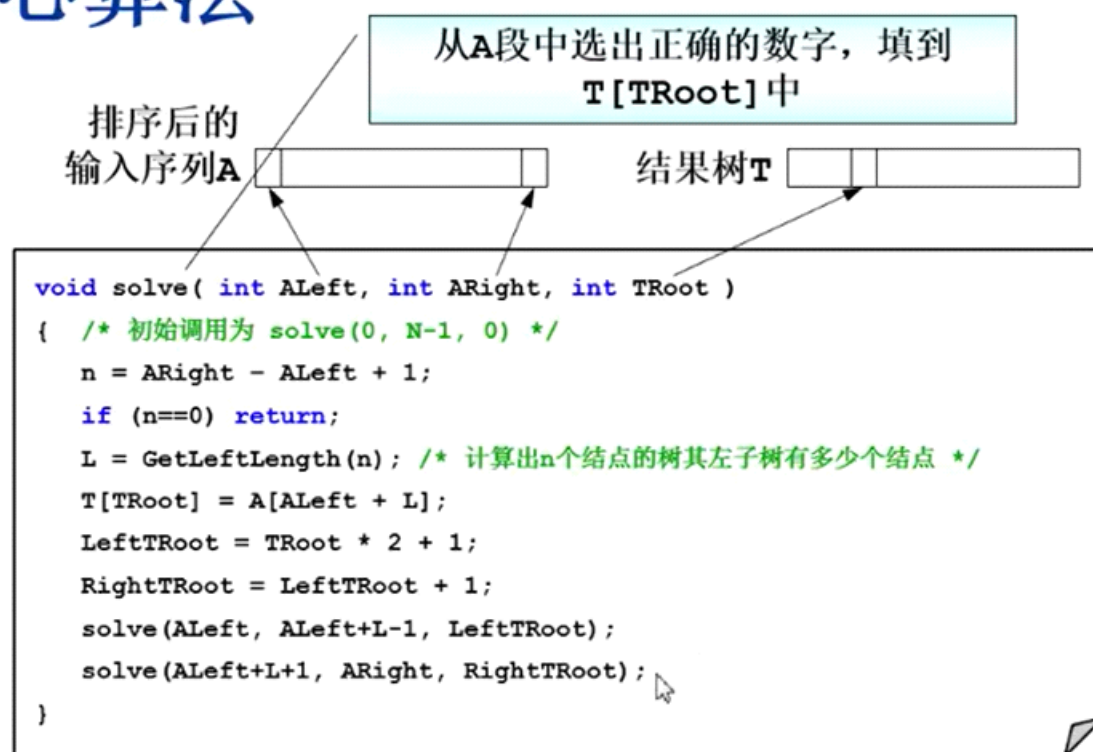 心算法
从A段中选出正确的数字，填到
T[TRoot]中
排序后的
输入序列A
结果树T
void solve( int ALeft, int ARight, int TRoot )
{ /* 初始调用为 solve(0, N-1, 0) */
n = ARight - ALeft + 1;
if (n==0) return;
L = GetLeftLength(n); /* 计算出n个结点的树其左子树有多少个结点 */
T[TRoot] = A[ALeft + L];
LeftTRoot = TRoot * 2 + 1;
RightTRoot = LeftTRoot + 1;
solve(ALeft, ALeft+L-1, LeftTRoot);
solve(ALeft+L+1, ARight, RightTRoot);
}